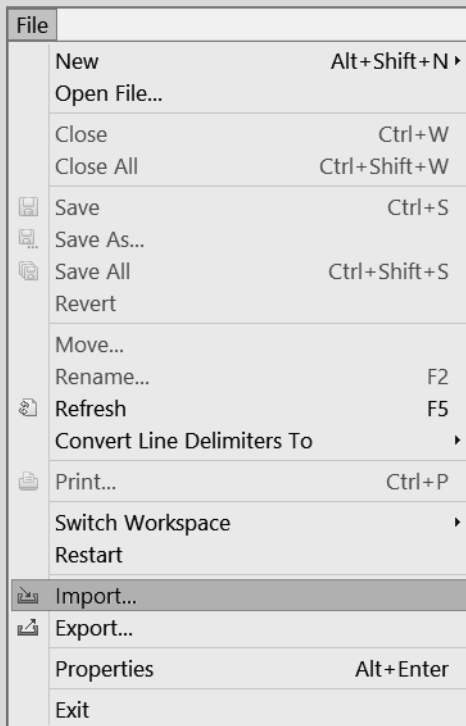 File
New Alt+Shift+N
Open File...
Close Ctrl+W
Close All Ctrl+Shift+W
Save Ctrl+S
Save As...
Save All Ctrl+Shift+S
Revert
Move...
Rename... F2
Refresh F5
Convert Line Delimiters To
Print... Ctrl+P
Switch Workspace
Restart
Import...
Export...
Properties Alt+Enter
Exit